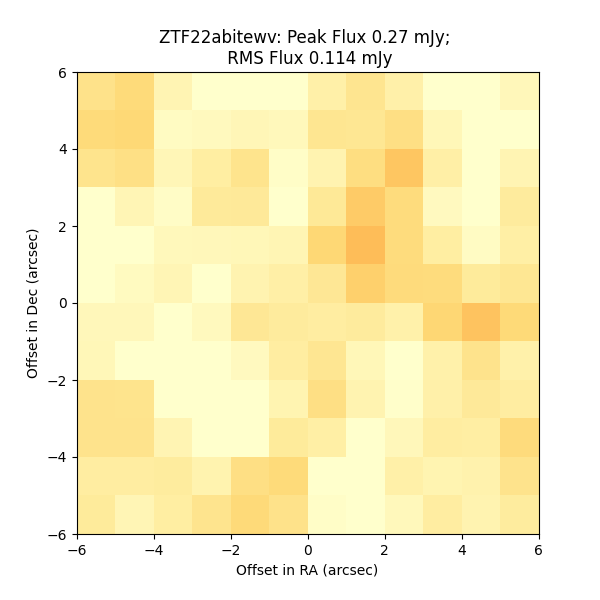 ZTF22abitewv: Peak Flux 0.27 mJy;
RMS Flux 0.114 mJy
6
4
2
0
−2
−4
−6
Offset in Dec (arcsec)
−6 −4 −2 0 2 4 6
Offset in RA (arcsec)